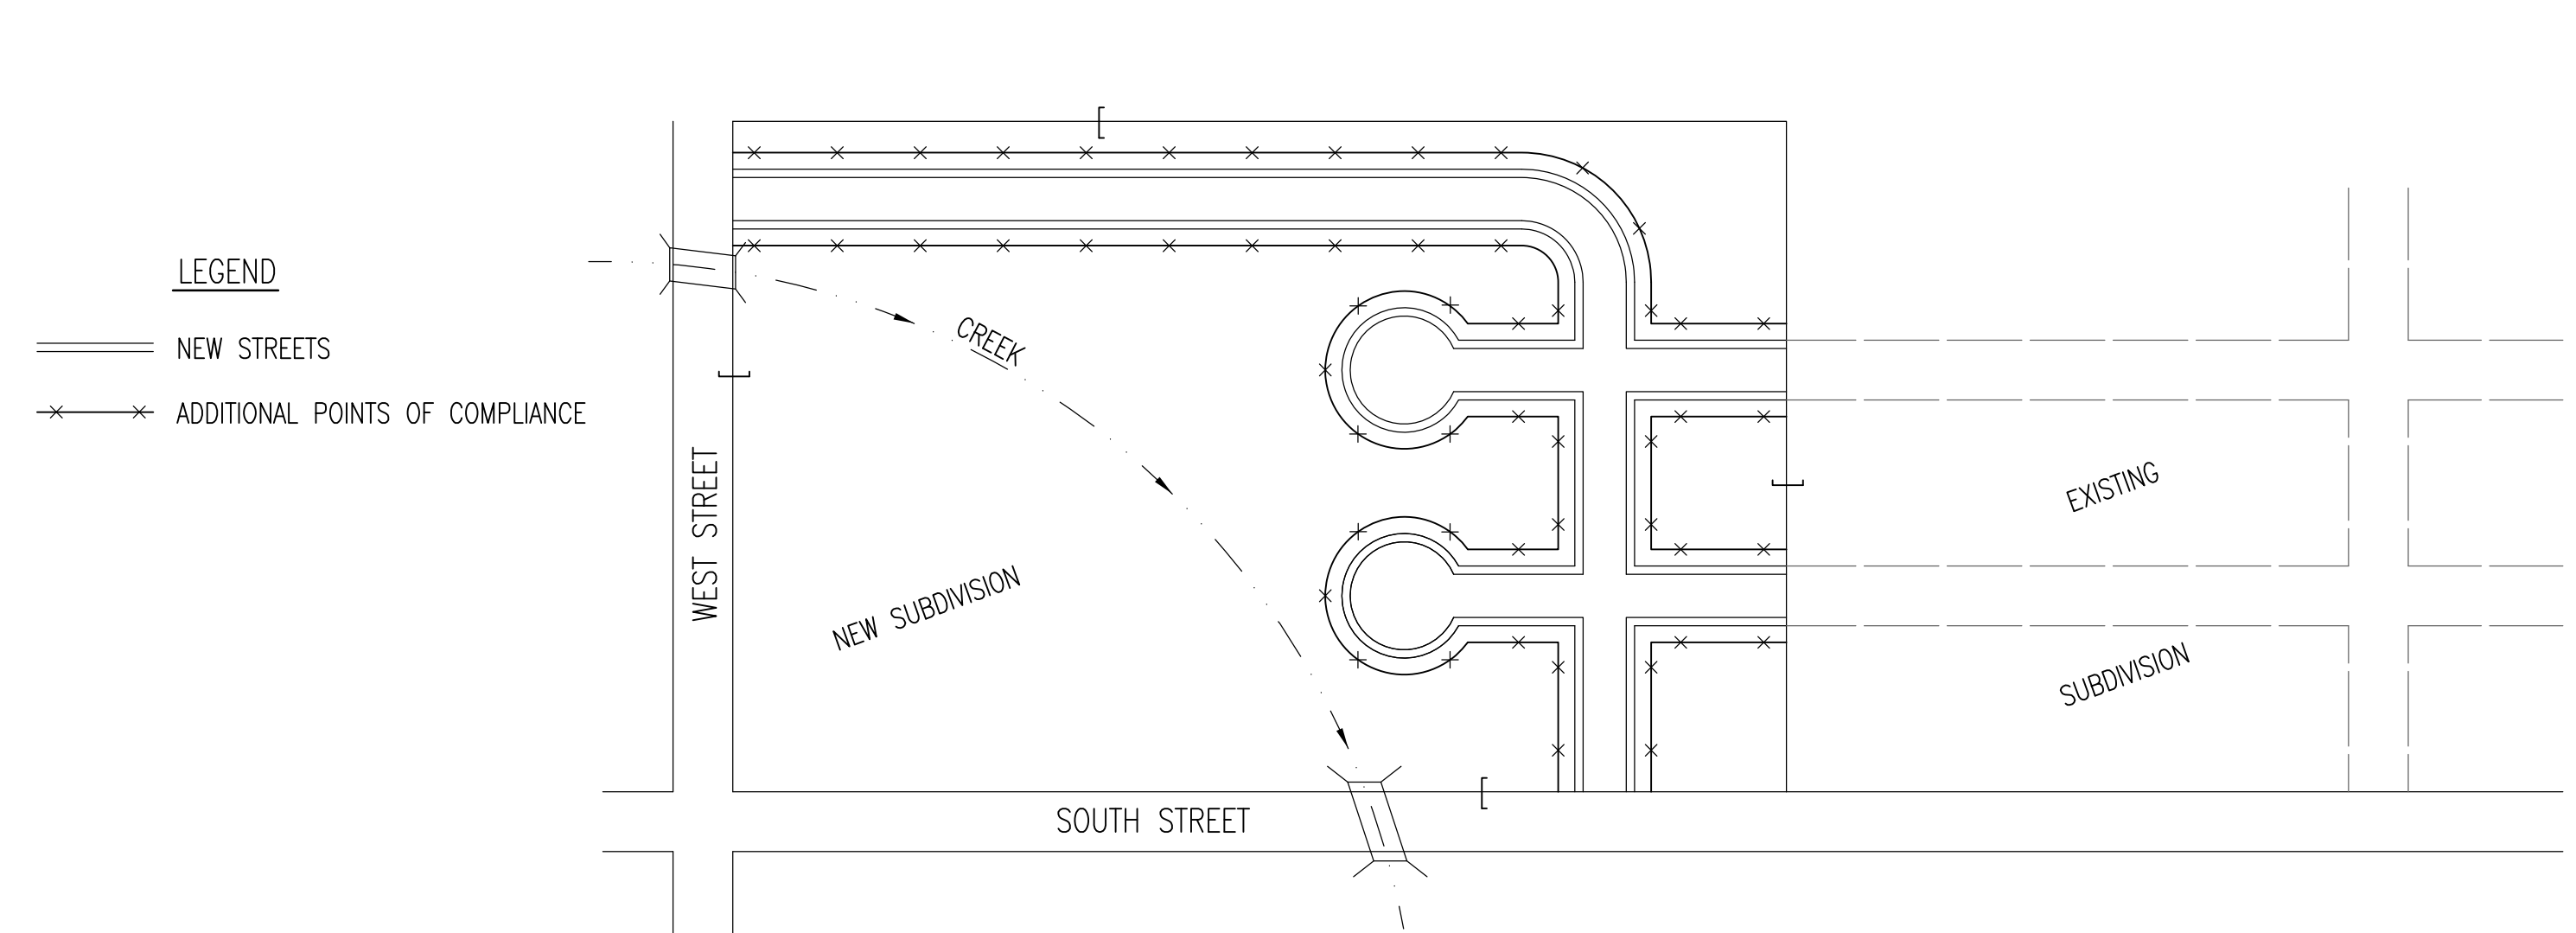 LEGEND
NEW STREETS
ADDITIONAL POINTS OF COMPLIANCE
CREEK
WEST STREET
NEW SUBDIVISION
EXISTING
SUBDIVISION
SOUTH STREET